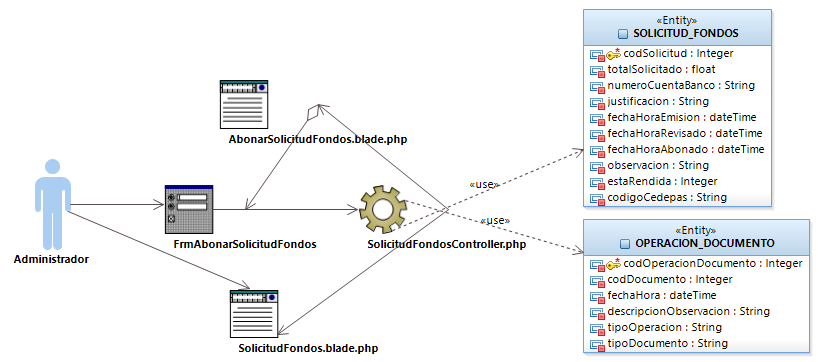 «Entity»
SOLICITUD_FONDOS
codSolicitud : Integer
totalSolicitado : float
numeroCuentaBanco : String
justificacion : String
fechaHoraEmision : dateTime
fechaHoraRevisado : dateTime
fechaHoraAbonado : dateTime
observacion : String
estaRendida : Integer
codigoCedepas : String
AbonarSolicitudFondos.blade.php
«use»
«use»
Administrador
FrmAbonarSolicitudFondos
SolicitudFondosController.php
SolicitudFondos.blade.php
«Entity»
OPERACION_DOCUMENTO
codOperacionDocumento : Integer
codDocumento : Integer
fechaHora : dateTime
descripcionObservacion : String
tipoOperacion : String
tipoDocumento : String